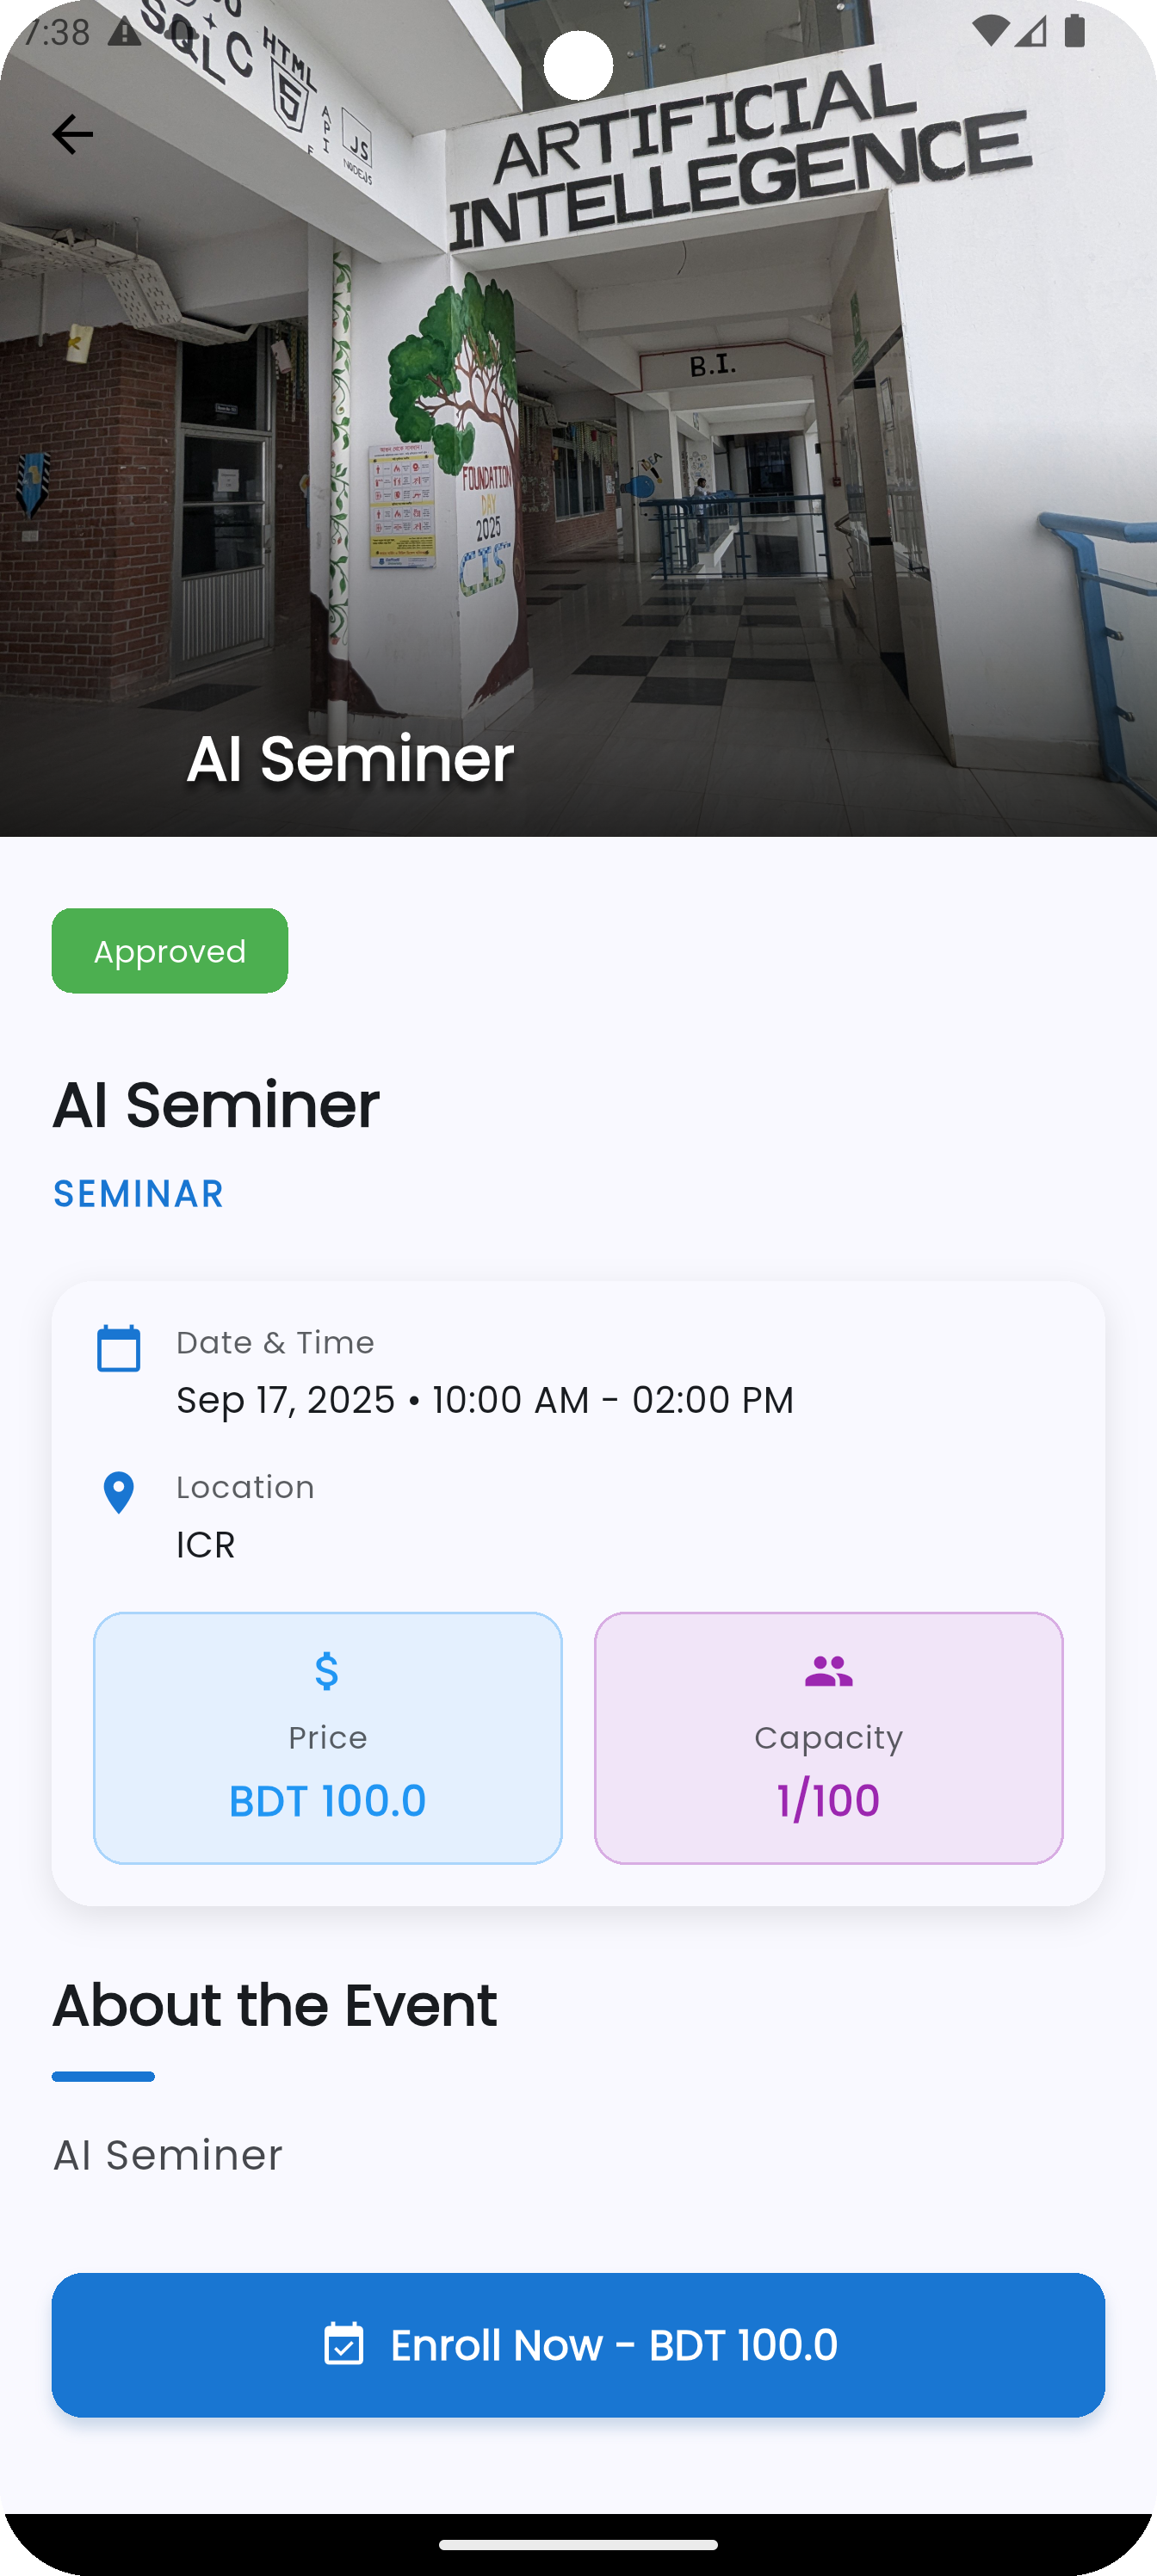 7:38
SQLC
HTML
5
API
JS
NODEJS
ARTIFICIAL
INTELLEGENCE
B.I.
FOUNDATION
DAY
2025
CIS
AI Seminer
Approved
AI Seminer
SEMINAR
Date & Time
Sep 17, 2025 • 10:00 AM - 02:00 PM
Location
ICR
$
Price
BDT 100.0
Capacity
1/100
About the Event
AI Seminer
Enroll Now - BDT 100.0